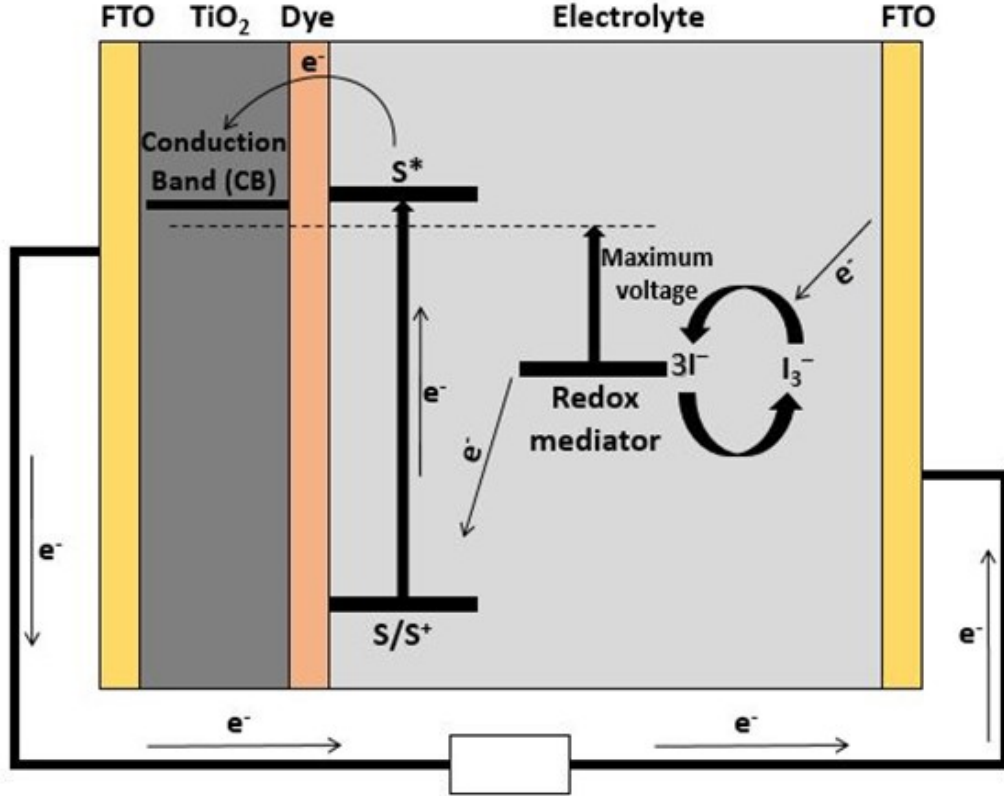 FTO TiO₂ Dye Electrolyte FTO
e⁻
Conduction
Band (CB)
S*
Maximum
voltage
e⁻
3I⁻ I₃⁻
e⁻
Redox
mediator
e⁻
e⁻
S/S⁺
e⁻
e⁻ e⁻